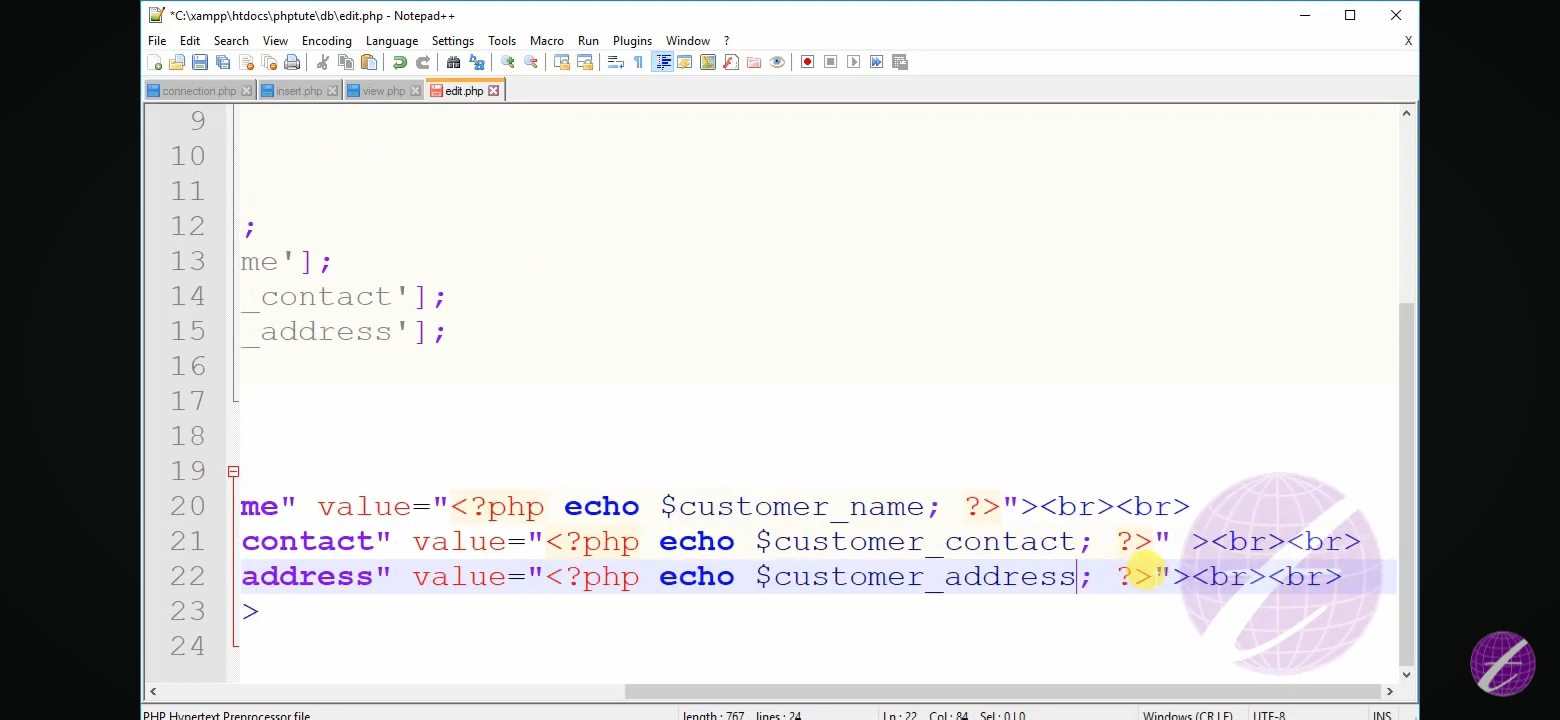 *C:\xampp\htdocs\phptute\db\edit.php - Notepad++
File Edit Search View Encoding Language Settings Tools Macro Run Plugins Window ? X
connection.php insert.php view.php edit.php
9
10
11
12 ;
13 me'];
14 _contact'];
15 _address'];
16
17
18
19
20 me" value="<?php echo $customer_name; ?>"><br><br>
21 contact" value="<?php echo $customer_contact; ?>" ><br><br>
22 address" value="<?php echo $customer_address; ?>"><br><br>
23 >
24
PHP Hypertext Preprocessor file length : 767 lines : 24 Ln : 22 Col : 84 Sel : 0 | 0 Windows (CR LF) UTF-8 INS